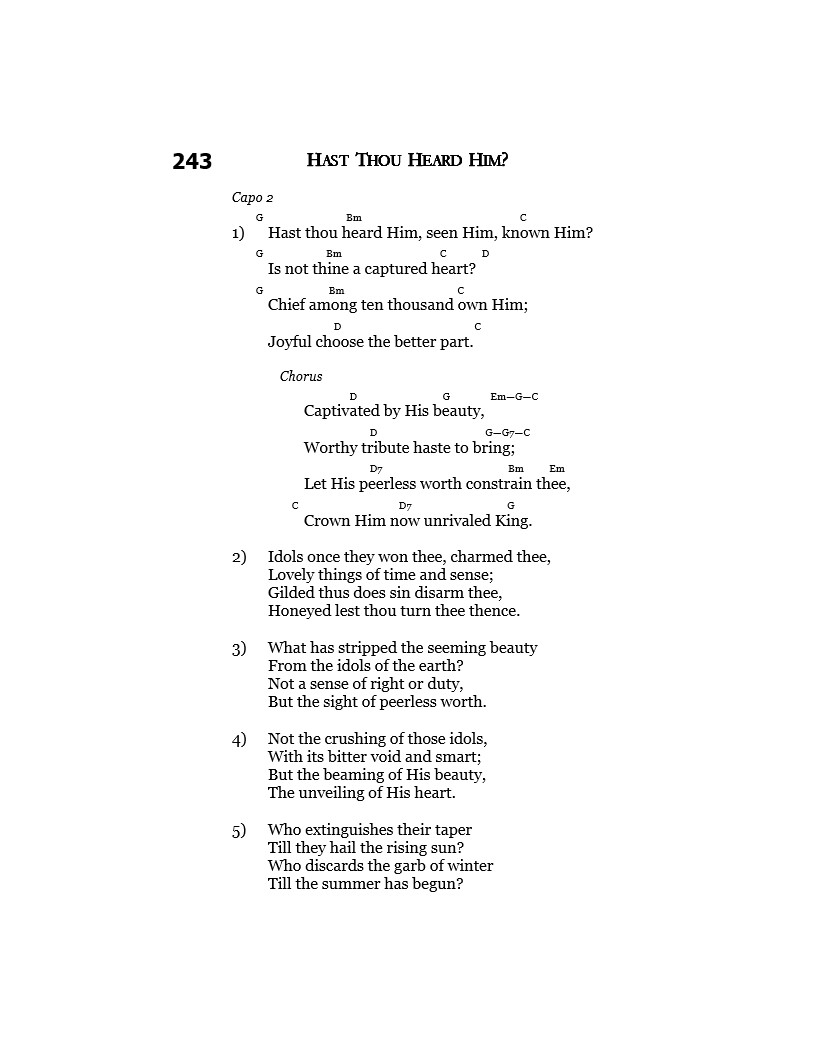 243 HAST THOU HEARD HIM?
Capo 2
G Bm C
1) Hast thou heard Him, seen Him, known Him?
G Bm C D
Is not thine a captured heart?
G Bm C
Chief among ten thousand own Him;
D C
Joyful choose the better part.
Chorus
D G Em—G—C
Captivated by His beauty,
D G—G7—C
Worthy tribute haste to bring;
D7 Bm Em
Let His peerless worth constrain thee,
C D7 G
Crown Him now unrivaled King.
2) Idols once they won thee, charmed thee,
Lovely things of time and sense;
Gilded thus does sin disarm thee,
Honeyed lest thou turn thee thence.
3) What has stripped the seeming beauty
From the idols of the earth?
Not a sense of right or duty,
But the sight of peerless worth.
4) Not the crushing of those idols,
With its bitter void and smart;
But the beaming of His beauty,
The unveiling of His heart.
5) Who extinguishes their taper
Till they hail the rising sun?
Who discards the garb of winter
Till the summer has begun?